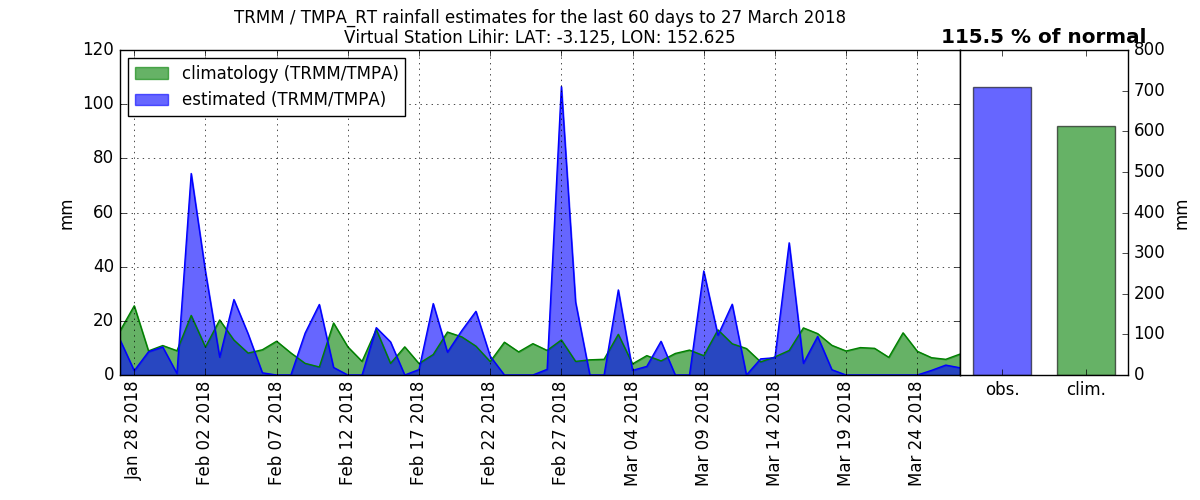 TRMM / TMPA_RT rainfall estimates for the last 60 days to 27 March 2018
Virtual Station Lihir: LAT: -3.125, LON: 152.625
115.5 % of normal
climatology (TRMM/TMPA)
estimated (TRMM/TMPA)
120
100
80
60
40
20
0
mm
800
700
600
500
400
300
200
100
0
mm
Jan 28 2018
Feb 02 2018
Feb 07 2018
Feb 12 2018
Feb 17 2018
Feb 22 2018
Feb 27 2018
Mar 04 2018
Mar 09 2018
Mar 14 2018
Mar 19 2018
Mar 24 2018
obs.
clim.